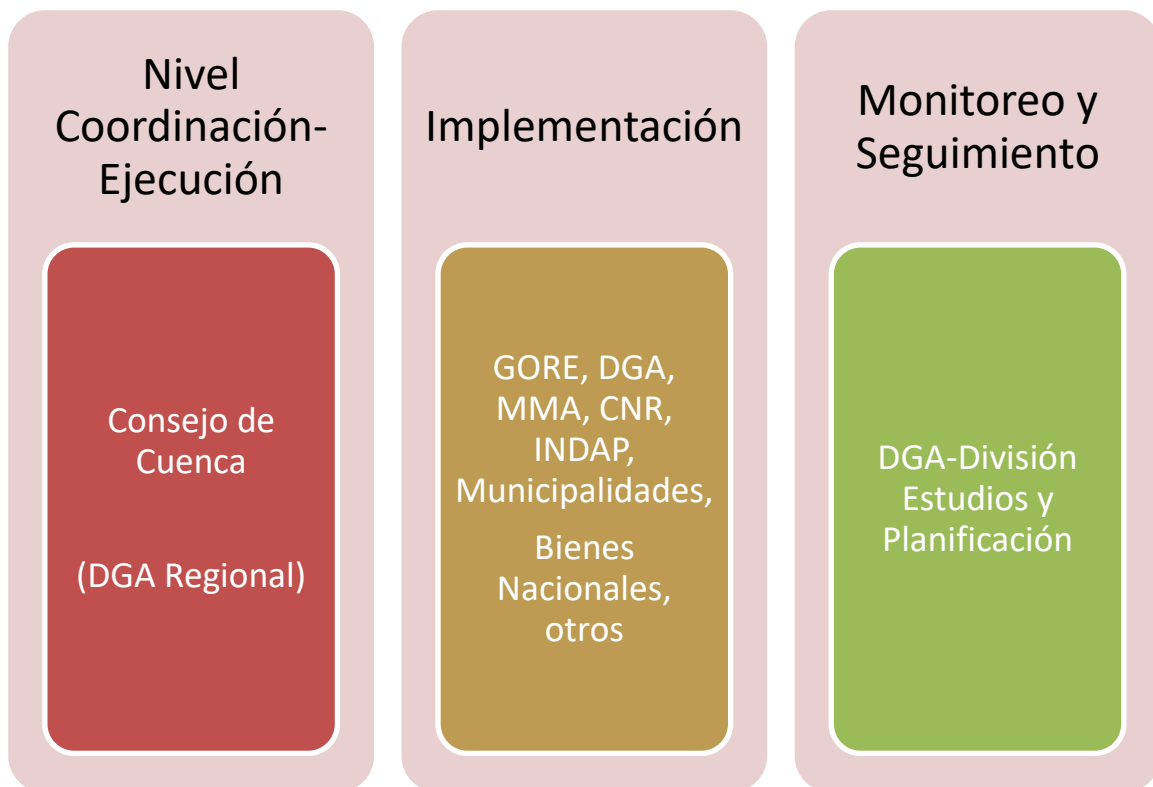 Nivel
Coordinación-
Ejecución
Consejo de
Cuenca
(DGA Regional)
Implementación
GORE, DGA,
MMA, CNR,
INDAP,
Municipalidades,
Bienes
Nacionales,
otros
Monitoreo y
Seguimiento
DGA-División
Estudios y
Planificación